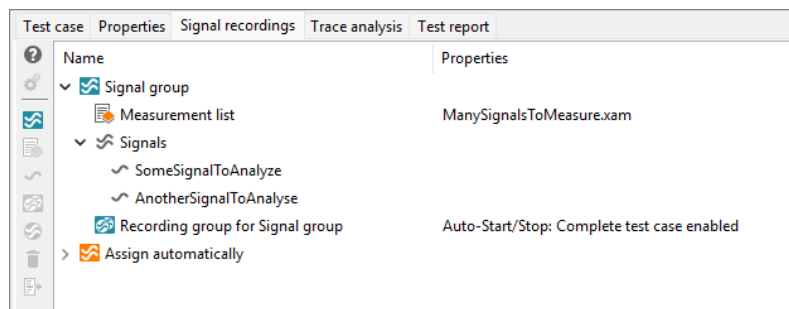 Test case Properties Signal recordings Trace analysis Test report
Name Properties
Signal group
Measurement list ManySignalsToMeasure.xam
Signals
SomeSignalToAnalyze
AnotherSignalToAnalyse
Recording group for Signal group Auto-Start/Stop: Complete test case enabled
Assign automatically